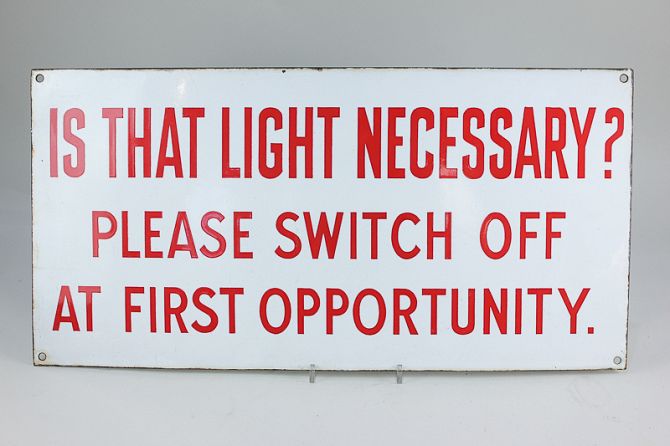 IS THAT LIGHT NECESSARY?
PLEASE SWITCH OFF
AT FIRST OPPORTUNITY.